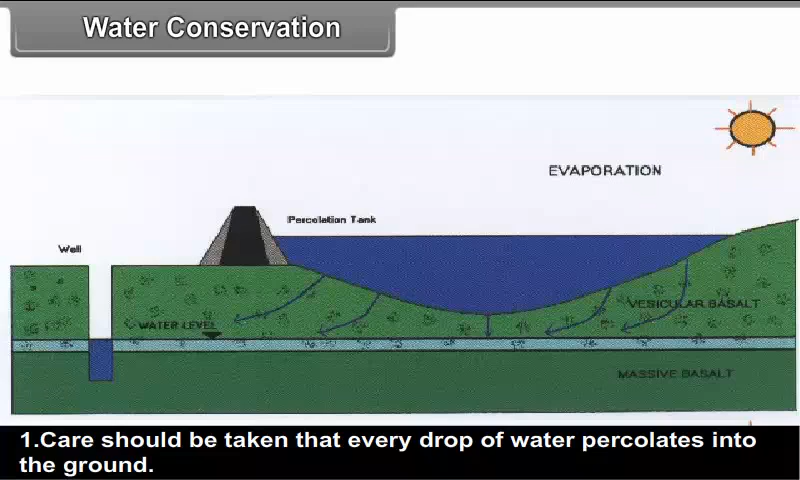 Water Conservation
EVAPORATION
Percolation Tank
Well
VESICULAR BASALT
WATER LEVEL
MASSIVE BASALT
1.Care should be taken that every drop of water percolates into
the ground.